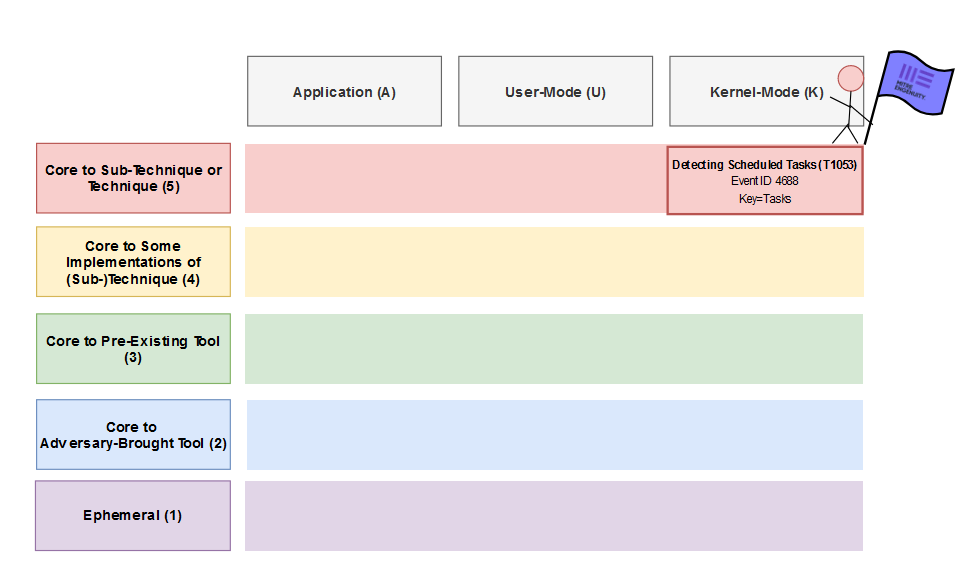 Application (A)
User-Mode (U)
Kernel-Mode (K)
MITRE
ENGENUITY
Core to Sub-Technique or
Technique (5)
Detecting Scheduled Tasks (T1053)
Event ID 4688
Key=Tasks
Core to Some
Implementations of
(Sub-)Technique (4)
Core to Pre-Existing Tool
(3)
Core to
Adversary-Brought Tool (2)
Ephemeral (1)